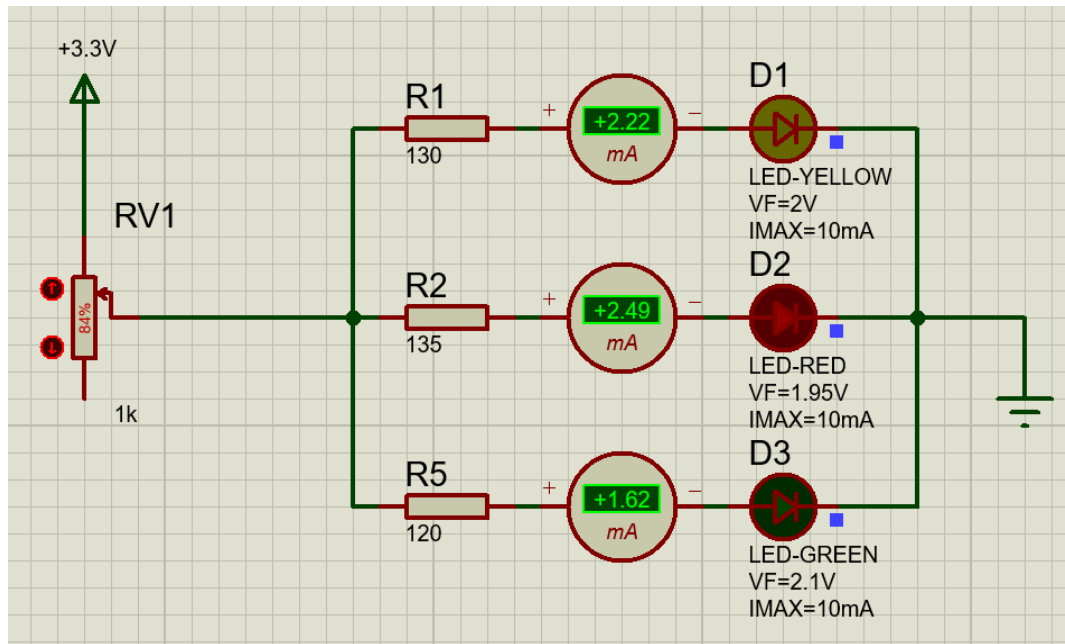 +3.3V
RV1
84%
1k
R1
130
+
+2.22
mA
−
D1
LED-YELLOW
VF=2V
IMAX=10mA
R2
135
+
+2.49
mA
−
D2
LED-RED
VF=1.95V
IMAX=10mA
R5
120
+
+1.62
mA
−
D3
LED-GREEN
VF=2.1V
IMAX=10mA